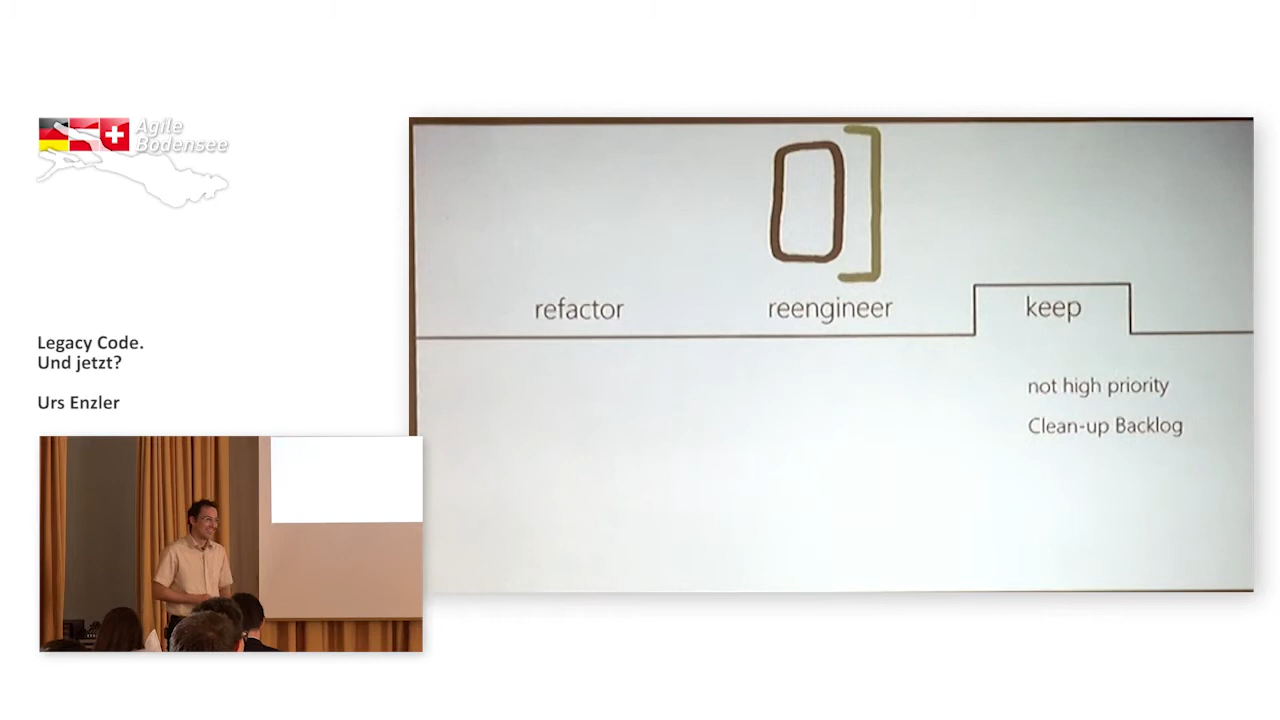 Agile
Bodensee
Legacy Code.
Und jetzt?
Urs Enzler
refactor
reengineer
keep
not high priority
Clean-up Backlog